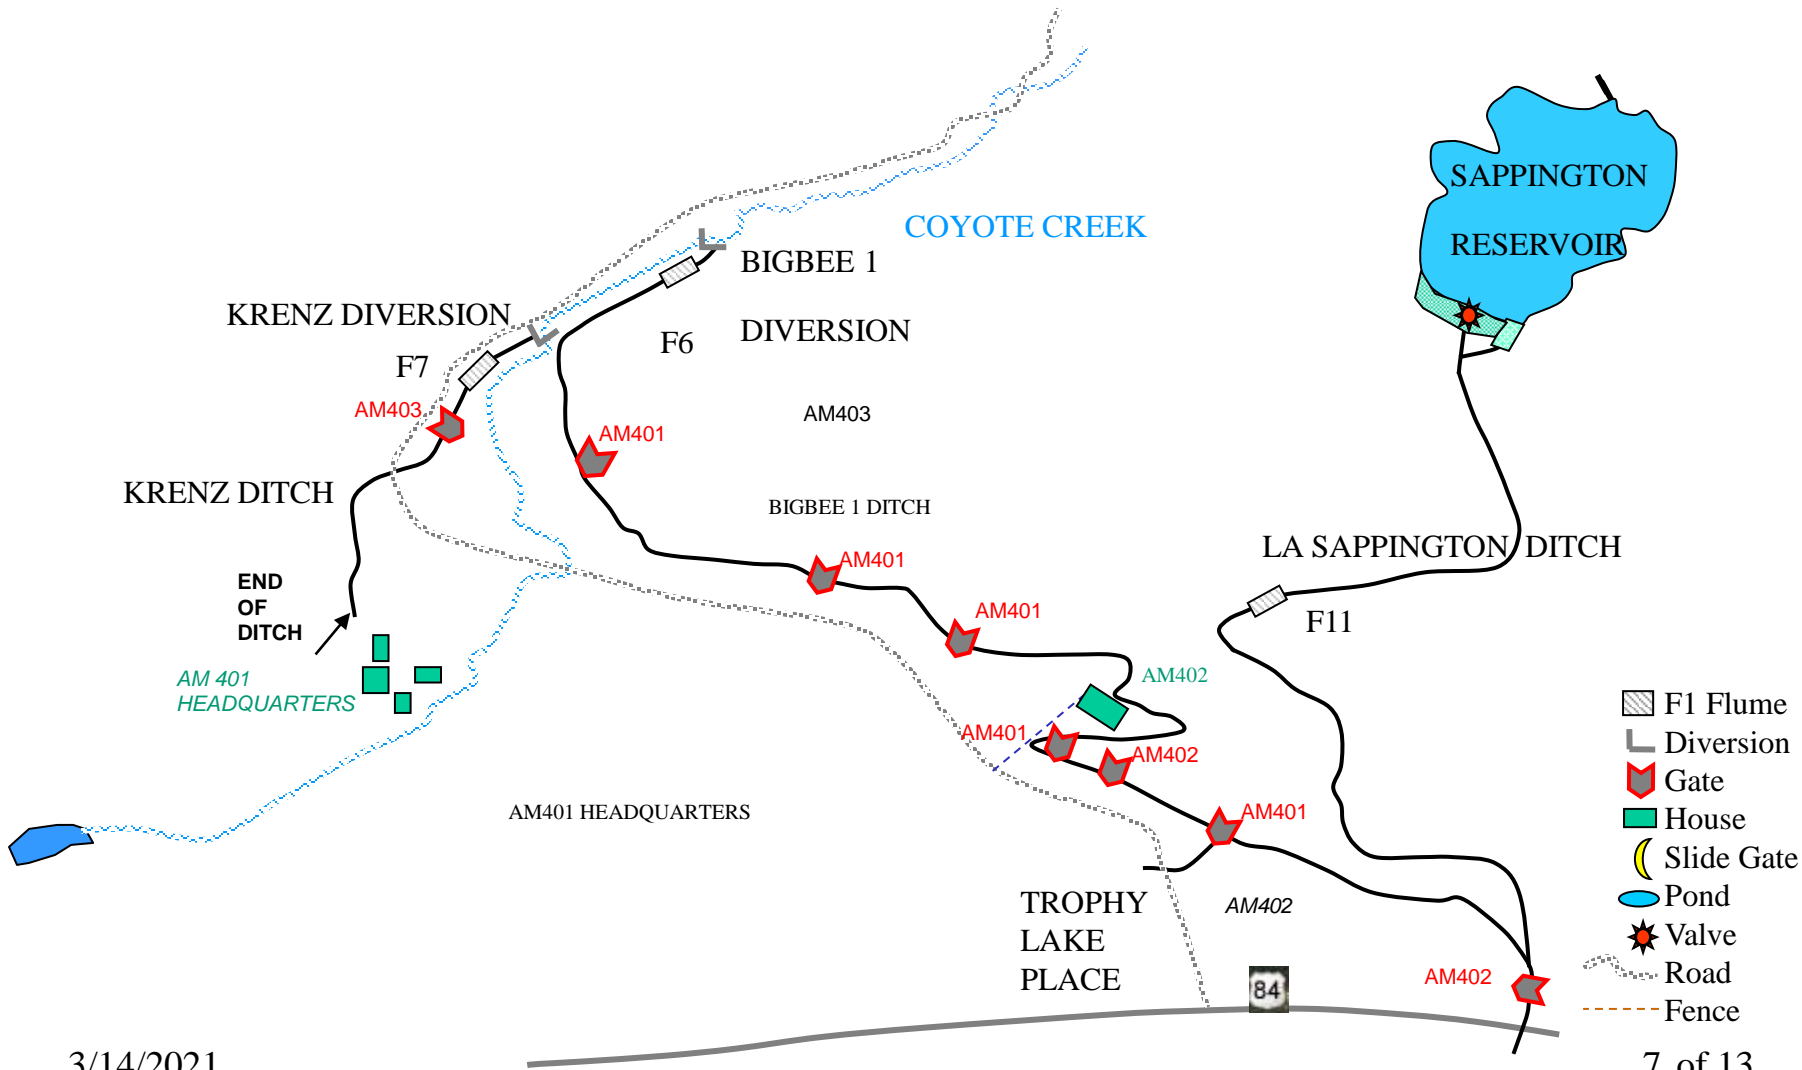 COYOTE CREEK
SAPPINGTON
RESERVOIR
BIGBEE 1
DIVERSION
KRENZ DIVERSION
F6
F7
AM403
AM403
AM401
KRENZ DITCH
BIGBEE 1 DITCH
LA SAPPINGTON DITCH
AM401
END
OF
DITCH
AM401
F11
AM 401
HEADQUARTERS
AM402
AM401
AM402
AM401 HEADQUARTERS
AM401
TROPHY
LAKE
PLACE
AM402
AM402
84
F1 Flume
Diversion
Gate
House
Slide Gate
Pond
Valve
Road
Fence
3/14/2021
7 of 13